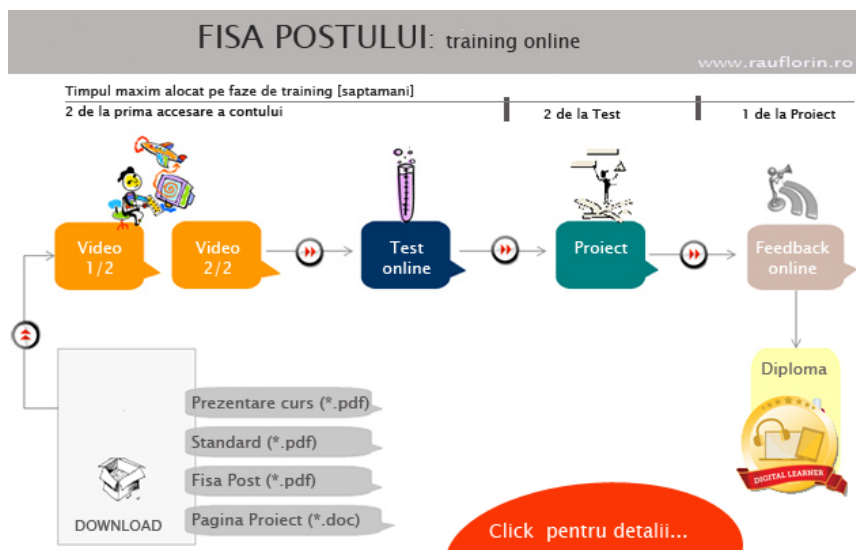 FISA POSTULUI: training online
www.rauflorin.ro
Timpul maxim alocat pe faze de training [saptamani]
2 de la prima accesare a contului
2 de la Test
1 de la Proiect
Video
1/2
Video
2/2
Test
online
Proiect
Feedback
online
Diploma
DIGITAL LEARNER
Prezentare curs (*.pdf)
Standard (*.pdf)
Fisa Post (*.pdf)
Pagina Proiect (*.doc)
DOWNLOAD
Click pentru detalii...